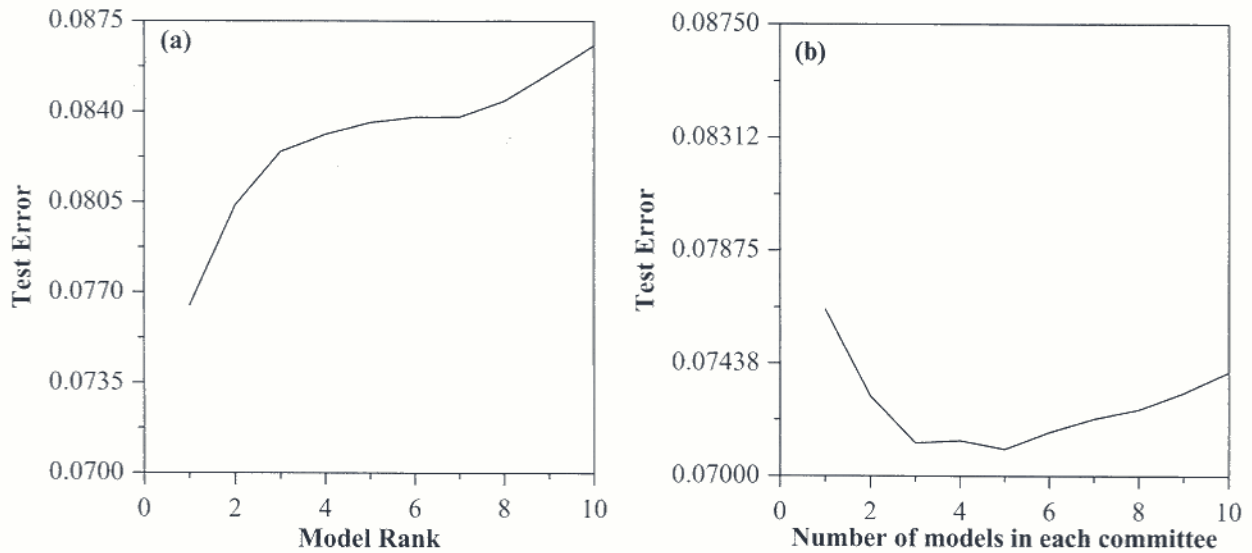 (a)
Test Error
0.0875
0.0840
0.0805
0.0770
0.0735
0.0700
0 2 4 6 8 10
Model Rank
(b)
Test Error
0.08750
0.08312
0.07875
0.07438
0.07000
0 2 4 6 8 10
Number of models in each committee